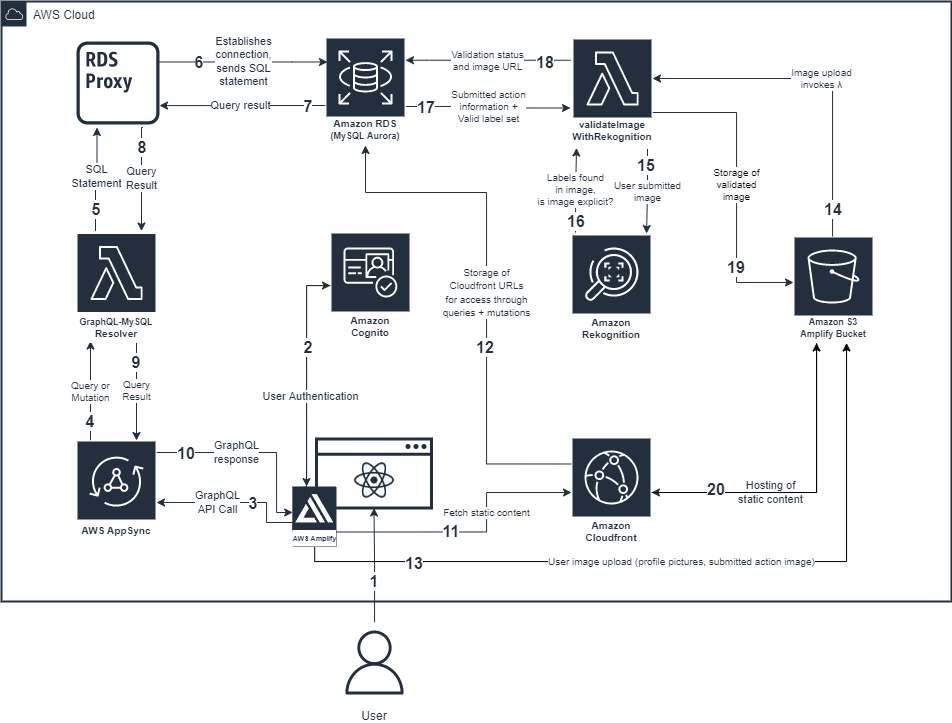 AWS Cloud
RDS
Proxy
6
Establishes
connection,
sends SQL
statement
7
Query result
Amazon RDS
(MySQL Aurora)
18
Validation status
and image URL
17
Submitted action
information +
Valid label set
validateImage
WithRekognition
Image upload
invokes λ
8
Query
Result
SQL
Statement
5
15
User submitted
image
Labels found
in image,
is image explicit?
16
Storage of
validated
image
14
19
GraphQL-MySQL
Resolver
Amazon
Cognito
Storage of
Cloudfront URLs
for access through
queries + mutations
12
Amazon
Rekognition
Amazon S3
Amplify Bucket
2
User Authentication
9
Query
Result
Query or
Mutation
4
10
GraphQL
response
GraphQL
API Call
3
AWS AppSync
AWS Amplify
Fetch static content
11
Amazon
Cloudfront
20
Hosting of
static content
13
User image upload (profile pictures, submitted action image)
1
User